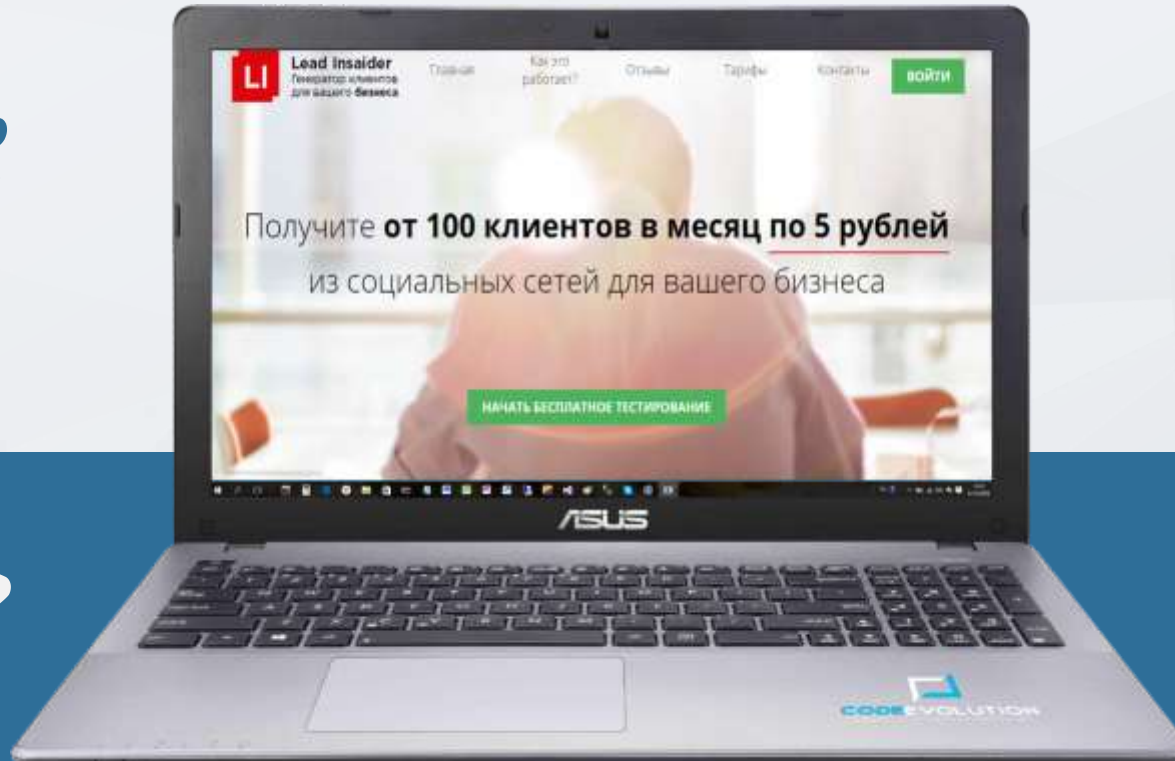 LI
Lead Insaider
Генератор клиентов
для вашего бизнеса
Главная
Как это
работает?
Отзывы
Тарифы
Контакты
ВОЙТИ
Получите от 100 клиентов в месяц по 5 рублей
из социальных сетей для вашего бизнеса
НАЧАТЬ БЕСПЛАТНОЕ ТЕСТИРОВАНИЕ
ASUS
CODEEVOLUTION